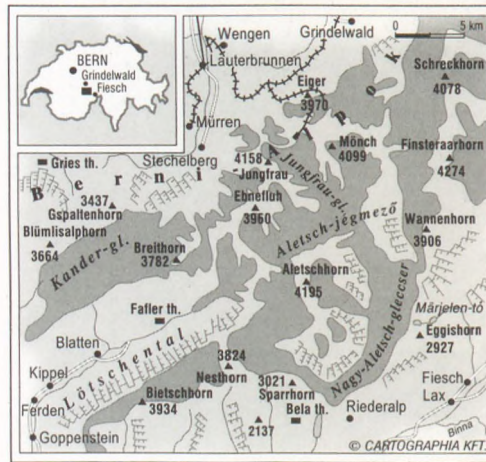 BERN
Grindelwald
Fiesch
Grindelwald
0 5 km
Wengen
Lauterbrunnen
Eiger
3970
Schreckhorn
4078
Mürren
Stechelberg
Berni-Alpok
4158
Jungfrau
Mönch
4099
Finsteraarhorn
4274
Gries th.
3437
Gspaltenhorn
Jungfrau-gl.
Ebnefluh
3960
Aletsch-jégmező
Wannenhorn
3906
Blümlisalphorn
3664
Kander-gl.
Breithorn
3782
Aletschhorn
4195
Märjelen-tó
Fafler th.
Nagy-Aletsch-gleccser
Eggishorn
2927
Blatten
Lötschental
Kippel
3824
Nesthorn
3021
Sparrhorn
Fiesch
Ferden
Bietschhorn
3934
Bela th.
Riederalp
Lax
Goppenstein
2137
Binna
© CARTOGRAPHIA KFT.